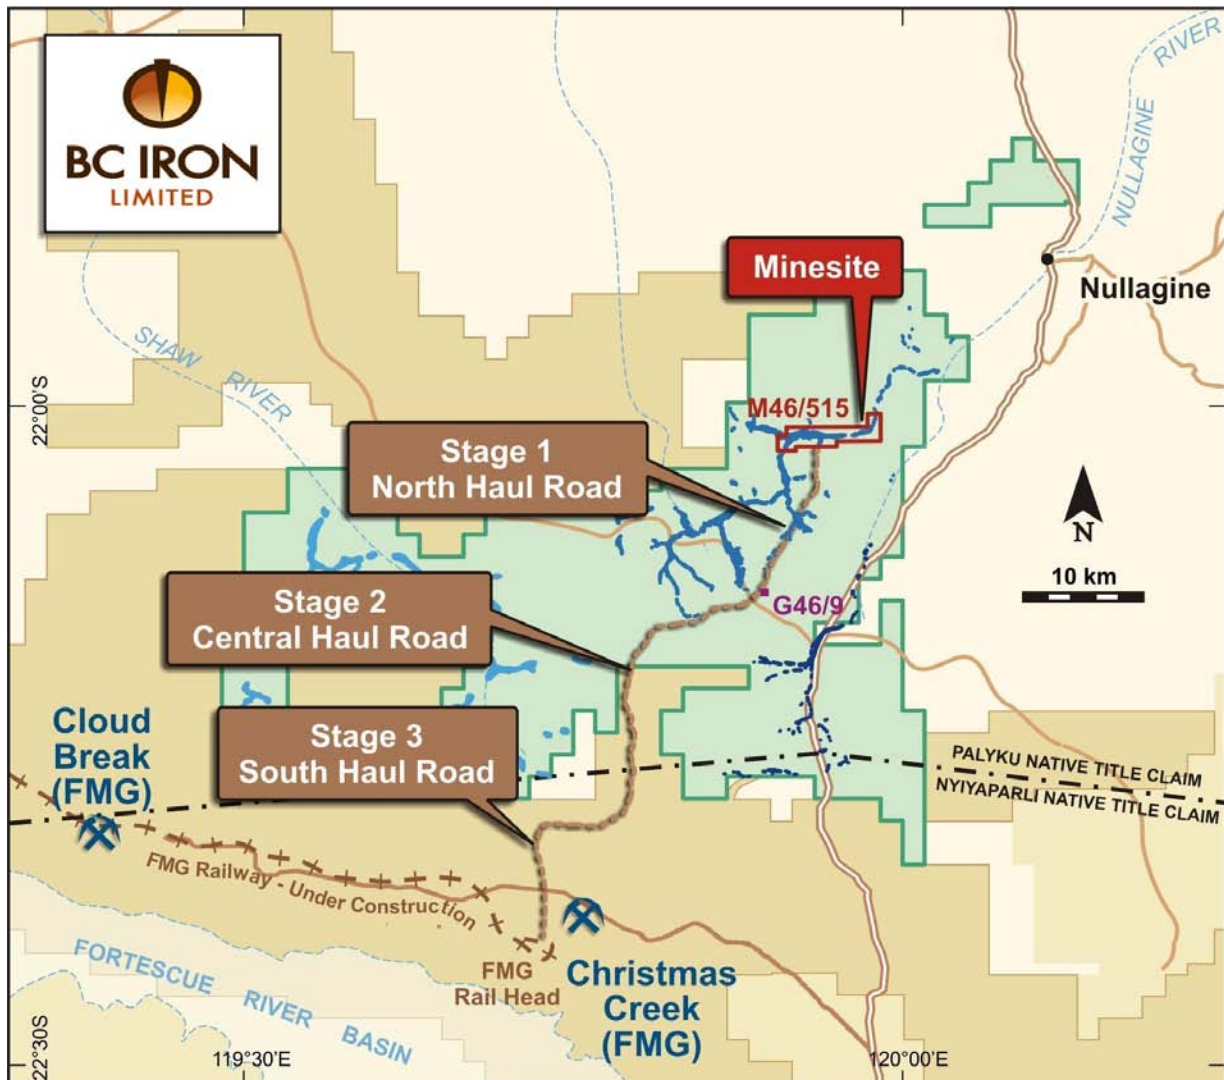 BC IRON
LIMITED
RIVER
NULLAGINE
Minesite
Nullagine
SHAW
RIVER
22°00'S
M46/515
Stage 1
North Haul Road
N
10 km
Stage 2
Central Haul Road
G46/9
Cloud
Break
(FMG)
Stage 3
South Haul Road
PALYKU NATIVE TITLE CLAIM
NYIYAPARLI NATIVE TITLE CLAIM
FMG Railway - Under Construction
FMG
Rail Head
Christmas
Creek
(FMG)
FORTESCUE RIVER BASIN
22°30'S
119°30'E
120°00'E